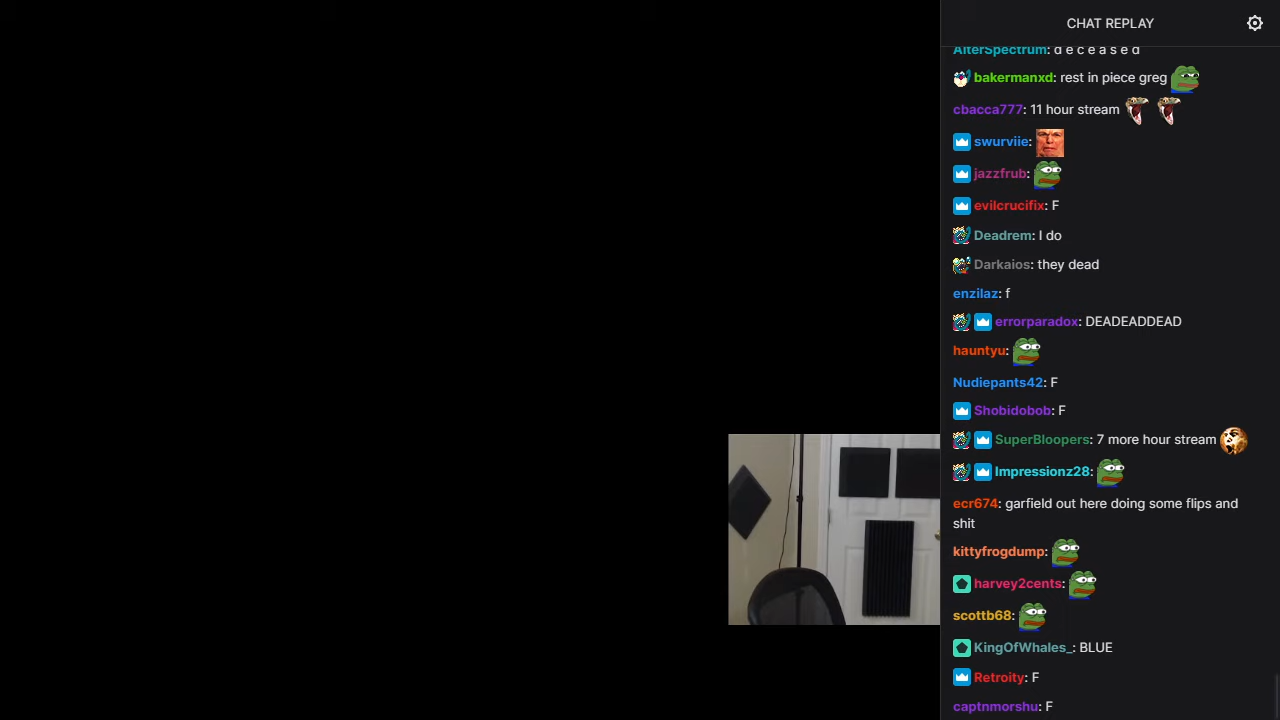 CHAT REPLAY
AlterSpectrum: d e c e a s e d
bakermanxd: rest in piece greg
cbacca777: 11 hour stream
swurviie:
jazzfrub:
evilcrucifix: F
Deadrem: I do
Darkaios: they dead
enzilaz: f
errorparadox: DEADEADDEAD
hauntyu:
Nudiepants42: F
Shobidobob: F
SuperBloopers: 7 more hour stream
Impressionz28:
ecr674: garfield out here doing some flips and
shit
kittyfrogdump:
harvey2cents:
scottb68:
KingOfWhales_: BLUE
Retroity: F
captnmorshu: F